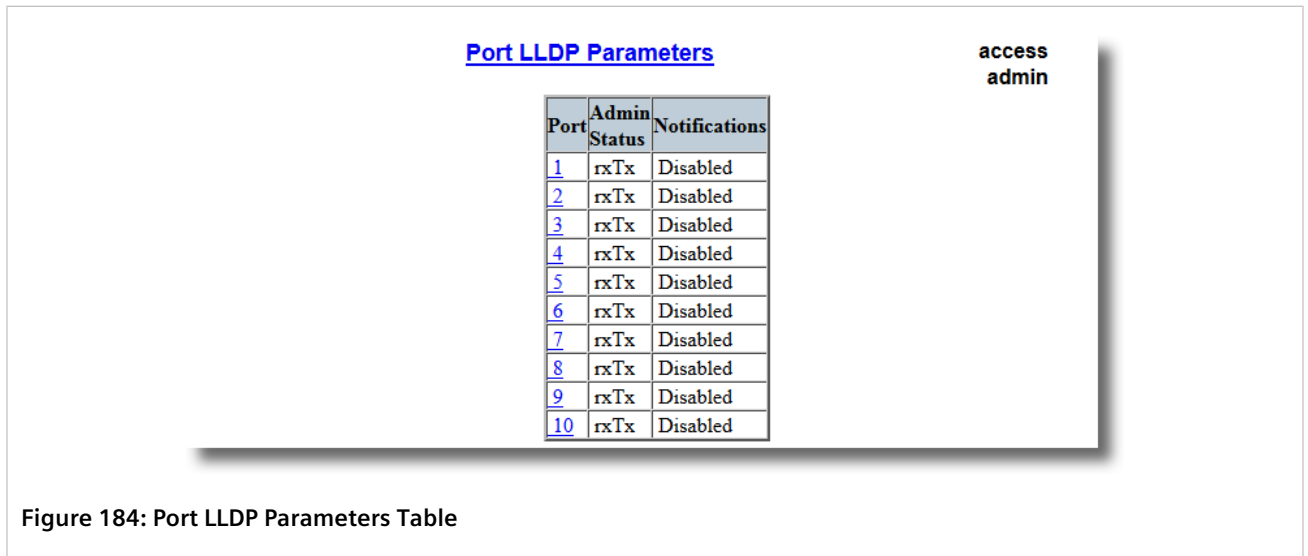 Port LLDP Parameters
access
admin
Port Admin Status Notifications
1 rxTx Disabled
2 rxTx Disabled
3 rxTx Disabled
4 rxTx Disabled
5 rxTx Disabled
6 rxTx Disabled
7 rxTx Disabled
8 rxTx Disabled
9 rxTx Disabled
10 rxTx Disabled
Figure 184: Port LLDP Parameters Table